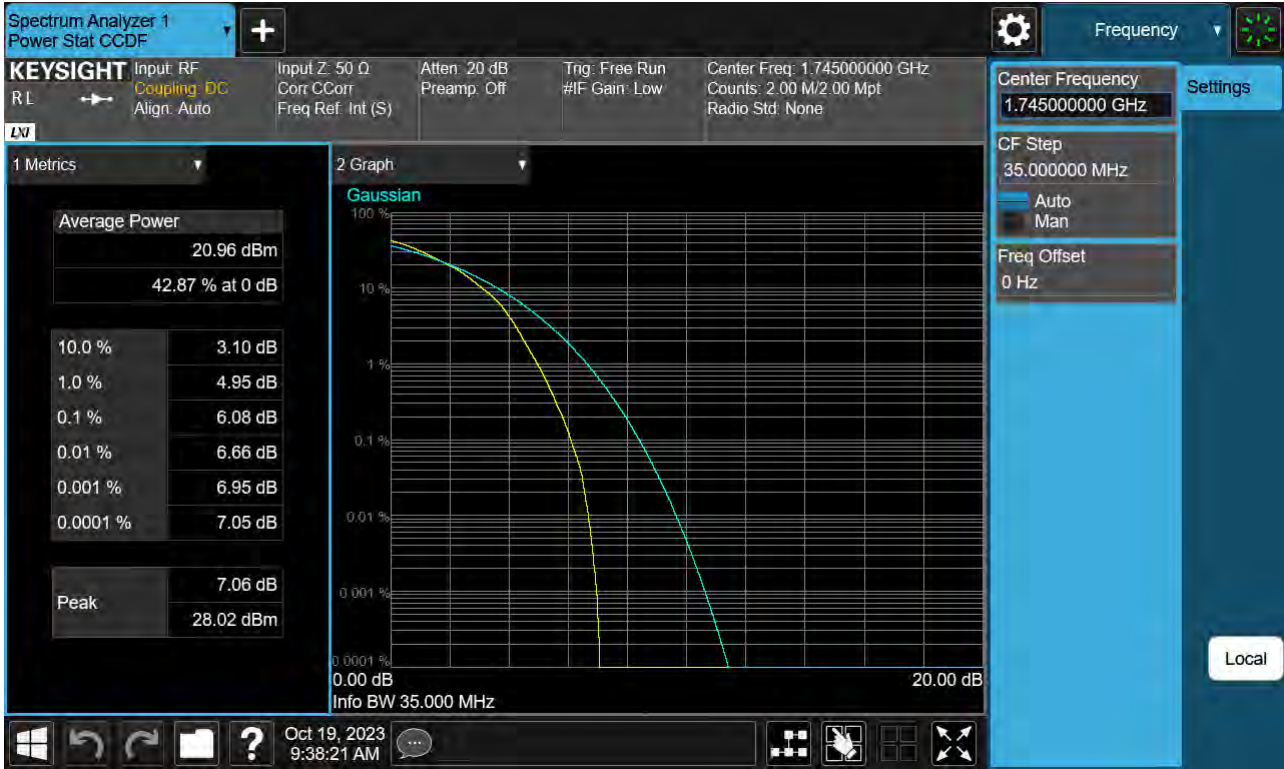 Spectrum Analyzer 1
Power Stat CCDF
Frequency
KEYSIGHT
R L
LXI
Input: RF
Coupling: DC
Align: Auto
Input Z: 50 Ω
Corr CCorr
Freq Ref: Int (S)
Atten: 20 dB
Preamp: Off
Trig: Free Run
#IF Gain: Low
Center Freq: 1.745000000 GHz
Counts: 2.00 M/2.00 Mpt
Radio Std: None
Center Frequency
1.745000000 GHz
Settings
CF Step
35.000000 MHz
Auto
Man
Freq Offset
0 Hz
Local
1 Metrics
Average Power
20.96 dBm
42.87 % at 0 dB
10.0 % 3.10 dB
1.0 % 4.95 dB
0.1 % 6.08 dB
0.01 % 6.66 dB
0.001 % 6.95 dB
0.0001 % 7.05 dB
Peak
7.06 dB
28.02 dBm
2 Graph
Gaussian
100 %
10 %
1 %
0.1 %
0.01 %
0.001 %
0.0001 %
0.00 dB 20.00 dB
Info BW 35.000 MHz
?
Oct 19, 2023
9:38:21 AM